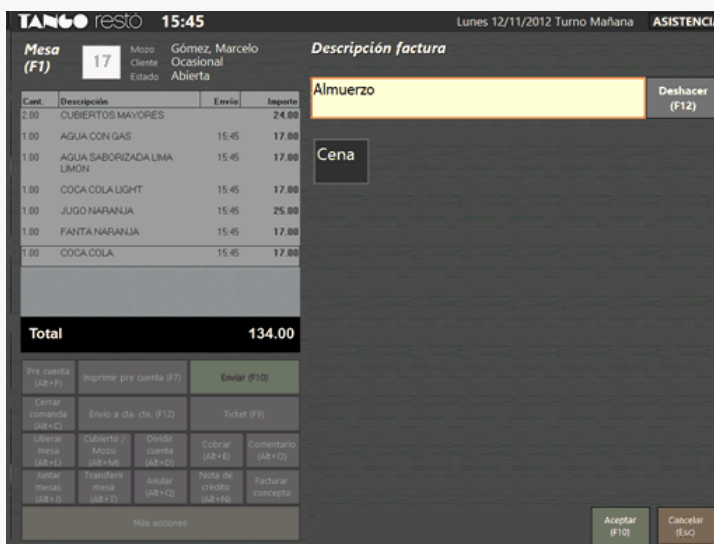 TANGO restó 15:45 Lunes 12/11/2012 Turno Mañana ASISTENCIA
Mesa (F1) 17
Mozo Gómez, Marcelo
Cliente Ocasional
Estado Abierta
Cant. Descripción Envío Importe
2.00 CUBIERTOS MAYORES 24.00
1.00 AGUA CON GAS 15:45 17.00
1.00 AGUA SABORIZADA LIMA LIMON 15:45 17.00
1.00 COCA COLA LIGHT 15:45 17.00
1.00 JUGO NARANJA 15:45 25.00
1.00 FANTA NARANJA 15:45 17.00
1.00 COCA COLA 15:45 17.00
Total 134.00
Pre cuenta (Alt+P) Imprimir pre cuenta (F7) Enviar (F10)
Cerrar comanda (Alt+C) Envío a cta. cte. (F12) Ticket (F9)
Liberar mesa (Alt+L) Cubierto / Mozo (Alt+M) Dividir cuenta (Alt+D) Cobrar (Alt+B) Comentario (Alt+O)
Juntar mesas (Alt+J) Transferir mesa (Alt+T) Anular (Alt+Q) Nota de crédito (Alt+N) Facturar concepto
Más acciones
Descripción factura
Almuerzo
Deshacer (F12)
Cena
Aceptar (F10)
Cancelar (Esc)